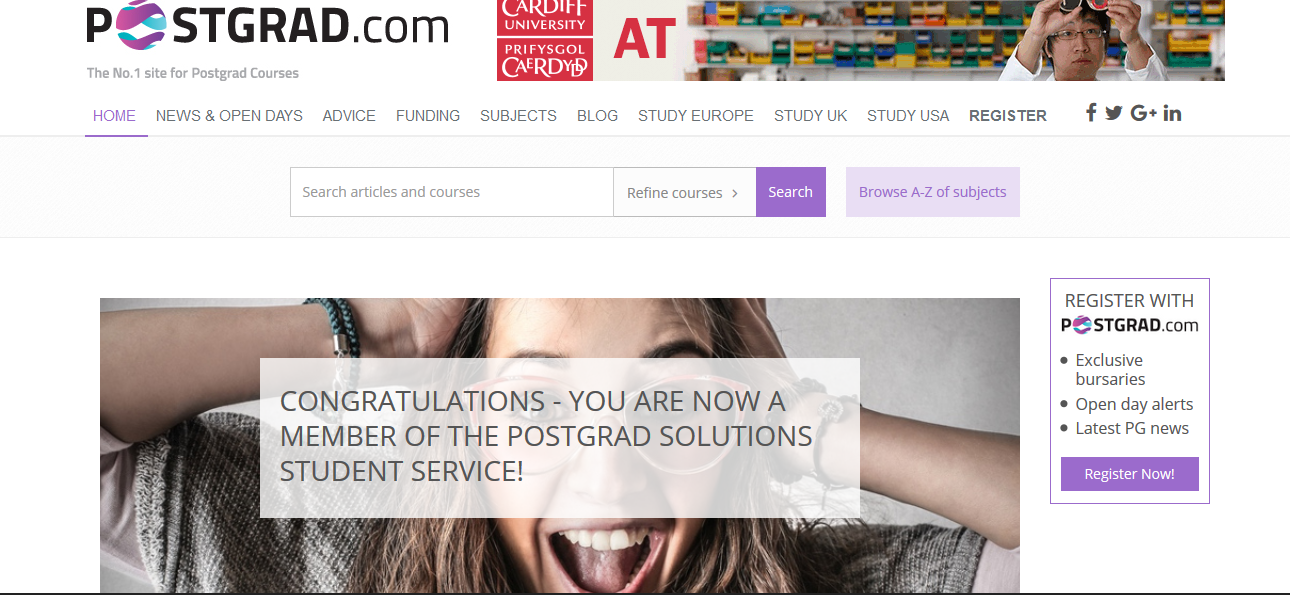 POSTGRAD.com
The No.1 site for Postgrad Courses
CARDIFF
UNIVERSITY
PRIFYSGOL
CAERDYDD
AT
HOME NEWS & OPEN DAYS ADVICE FUNDING SUBJECTS BLOG STUDY EUROPE STUDY UK STUDY USA REGISTER f G+ in
Search articles and courses Refine courses > Search Browse A-Z of subjects
CONGRATULATIONS - YOU ARE NOW A
MEMBER OF THE POSTGRAD SOLUTIONS
STUDENT SERVICE!
REGISTER WITH
POSTGRAD.com
• Exclusive
bursaries
• Open day alerts
• Latest PG news
Register Now!